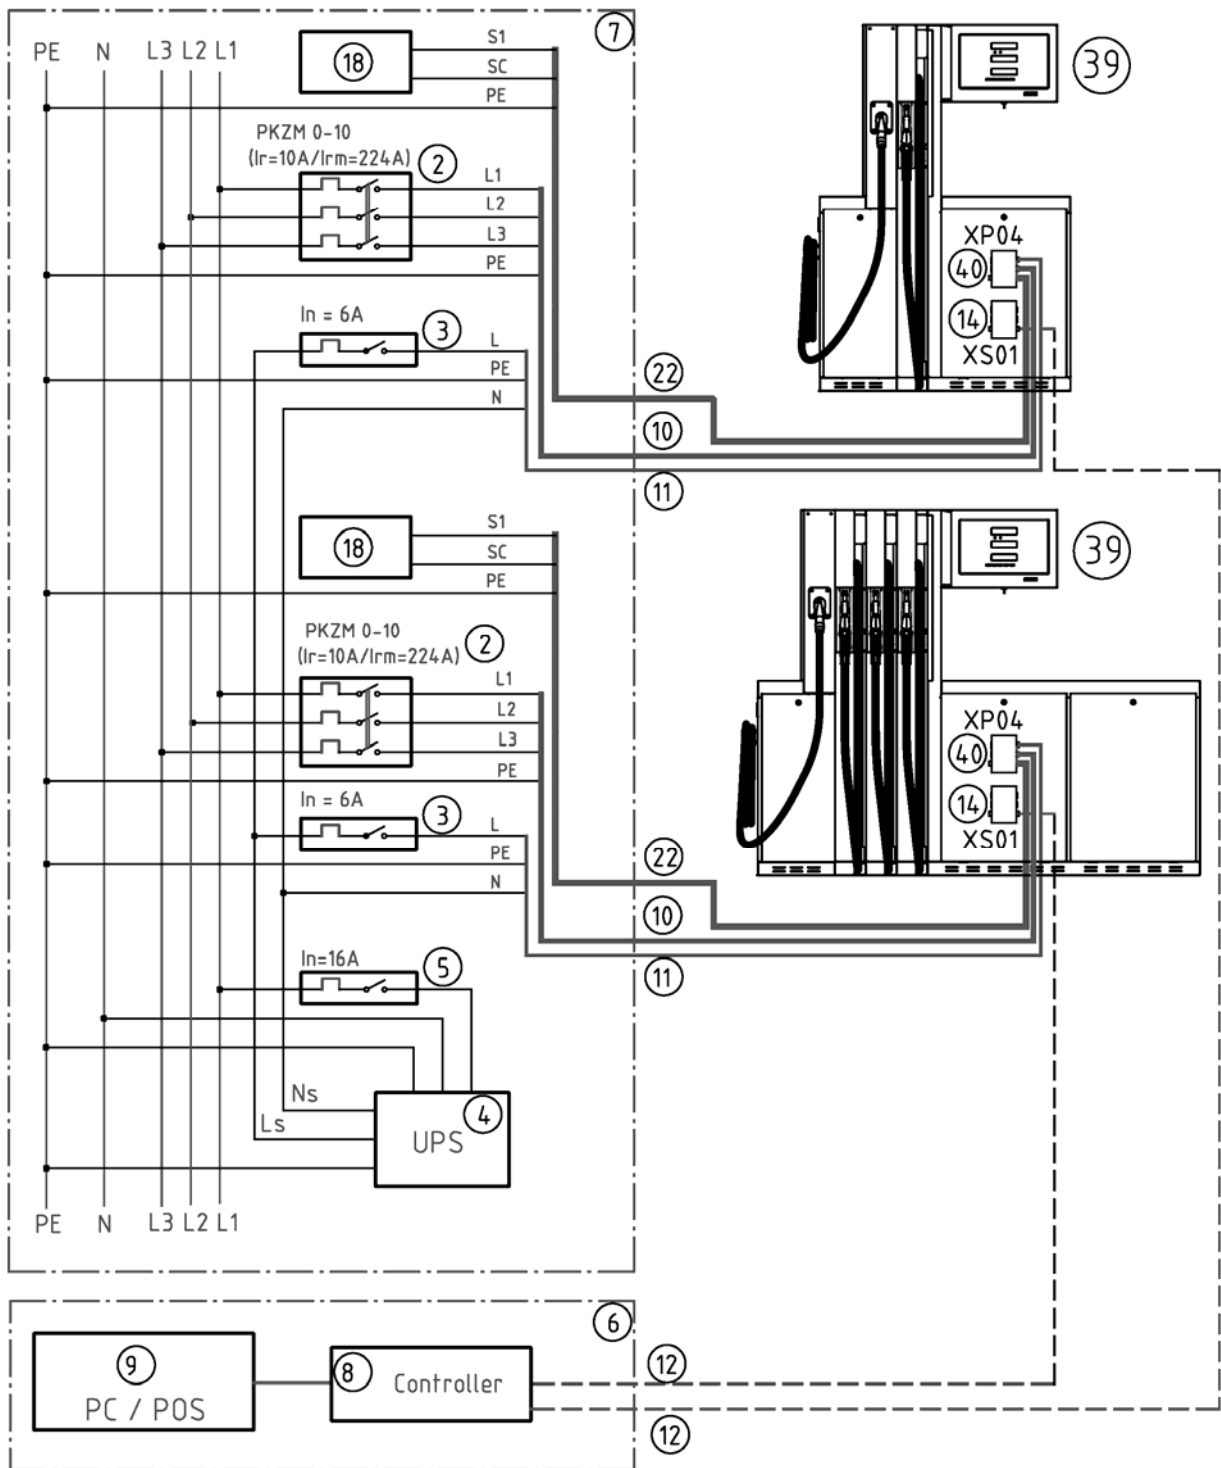 7
PE N L3 L2 L1
18
S1
SC
PE
39
PKZM 0-10
(Ir=10A/Irm=224A)
2
L1
L2
L3
PE
XP04
40
14
XS01
In = 6A
3
L
PE
N
22
10
11
18
S1
SC
PE
39
PKZM 0-10
(Ir=10A/Irm=224A)
2
L1
L2
L3
PE
XP04
40
14
XS01
In = 6A
3
L
PE
N
22
10
11
In=16A
5
Ns
Ls
4
UPS
PE N L3 L2 L1
6
9
PC / POS
8
Controller
12
12